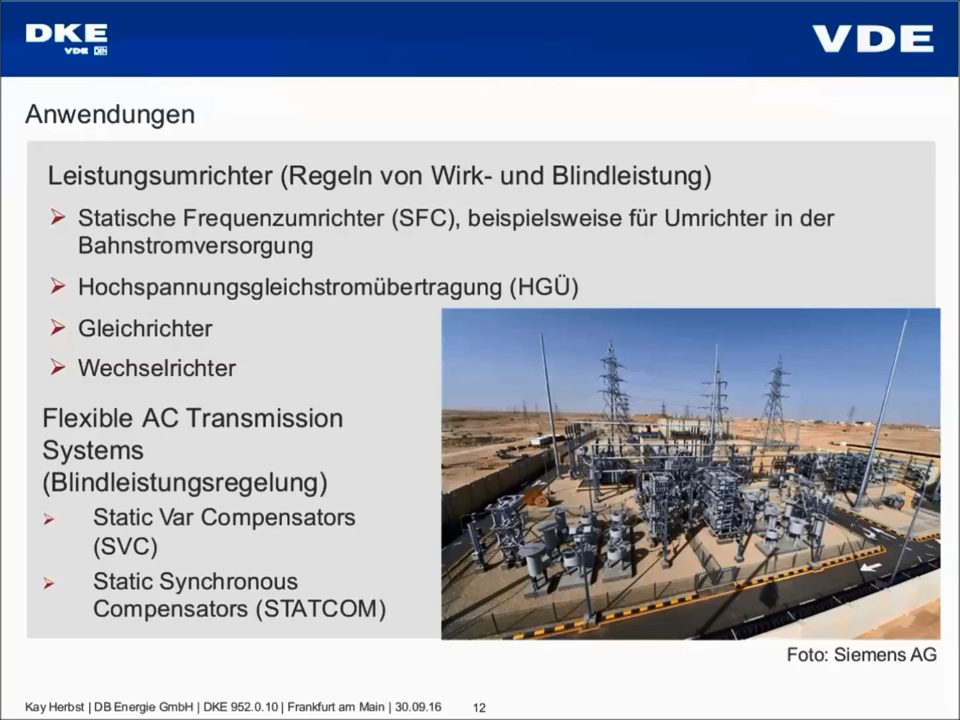 DKE
VDE DIN
VDE
Anwendungen
Leistungsumrichter (Regeln von Wirk- und Blindleistung)
Statische Frequenzumrichter (SFC), beispielsweise für Umrichter in der
Bahnstromversorgung
Hochspannungsgleichstromübertragung (HGÜ)
Gleichrichter
Wechselrichter
Flexible AC Transmission
Systems
(Blindleistungsregelung)
Static Var Compensators
(SVC)
Static Synchronous
Compensators (STATCOM)
Foto: Siemens AG
Kay Herbst | DB Energie GmbH | DKE 952.0.10 | Frankfurt am Main | 30.09.16 12